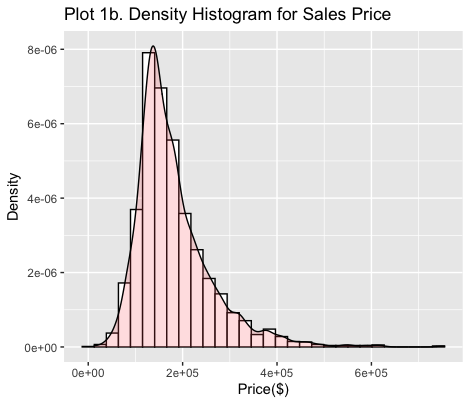 Plot 1b. Density Histogram for Sales Price
8e-06
6e-06
4e-06
2e-06
0e+00
Density
0e+00 2e+05 4e+05 6e+05
Price($)